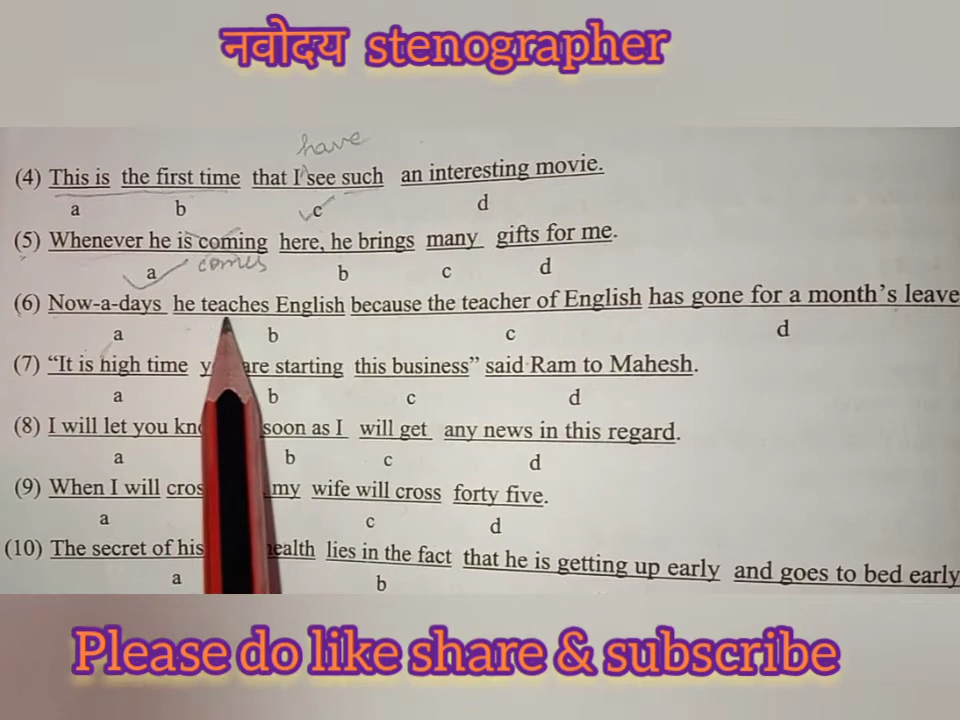 नवोदय stenographer
have
(4) This is the first time that I see such an interesting movie.
a b c d
(5) Whenever he is coming here, he brings many gifts for me.
a comes b c d
(6) Now-a-days he teaches English because the teacher of English has gone for a month's leave
a b c d
(7) "It is high time are starting this business" said Ram to Mahesh.
a b c d
(8) I will let you soon as I will get any news in this regard.
a b c d
(9) When I will my wife will cross forty five.
a c d
(10) The secret of his lies in the fact that he is getting up early and goes to bed early
a b
Please do like share & subscribe